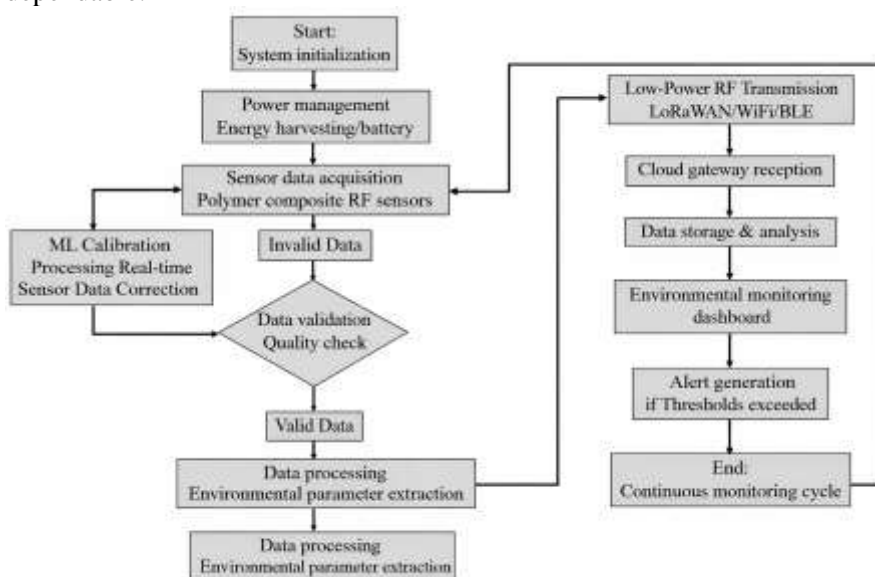 dependable.
Start:
System initialization
Power management
Energy harvesting/battery
Sensor data acquisition
Polymer composite RF sensors
ML Calibration
Processing Real-time
Sensor Data Correction
Invalid Data
Data validation
Quality check
Valid Data
Data processing
Environmental parameter extraction
Data processing
Environmental parameter extraction
Low-Power RF Transmission
LoRaWAN/WiFi/BLE
Cloud gateway reception
Data storage & analysis
Environmental monitoring
dashboard
Alert generation
if Thresholds exceeded
End:
Continuous monitoring cycle